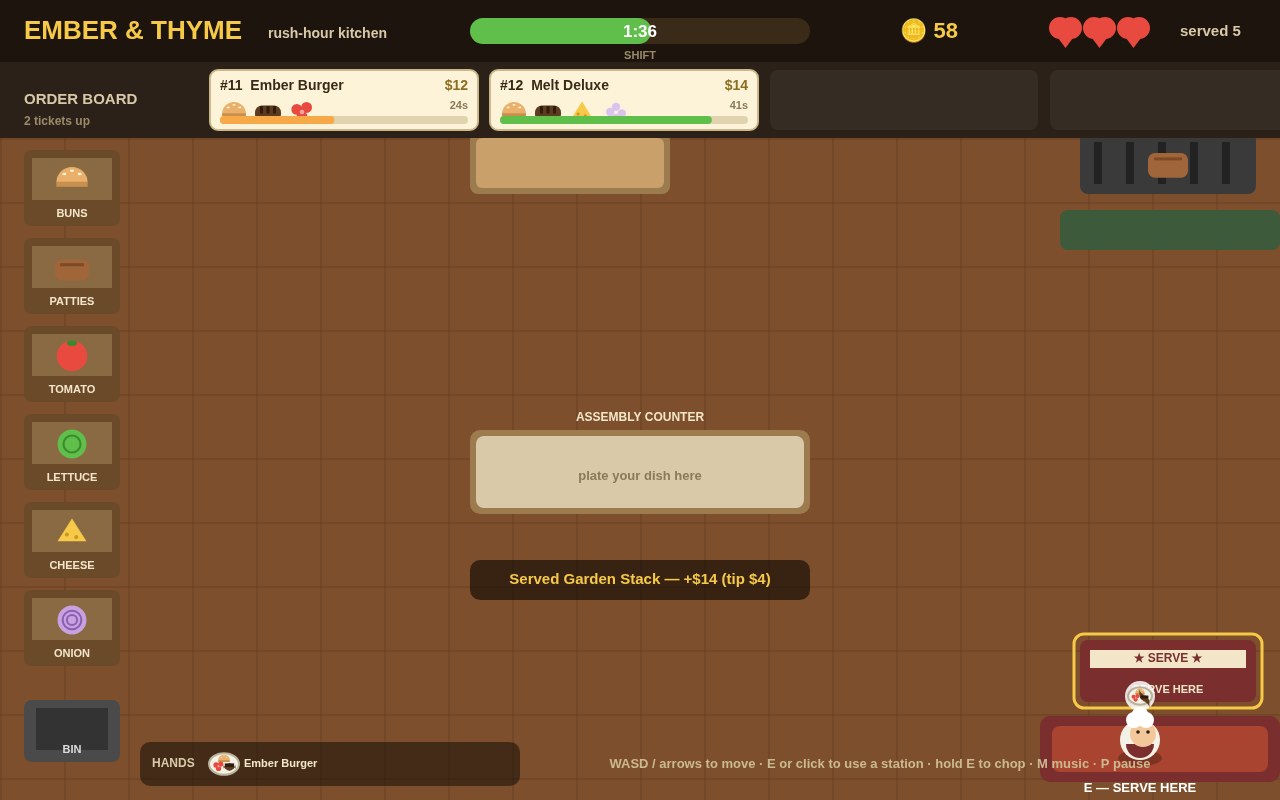 EMBER & THYME
rush-hour kitchen
1:36
SHIFT
58
served 5
ORDER BOARD
2 tickets up
#11 Ember Burger $12
24s
#12 Melt Deluxe $14
41s
BUNS
PATTIES
TOMATO
LETTUCE
CHEESE
ONION
BIN
ASSEMBLY COUNTER
plate your dish here
Served Garden Stack — +$14 (tip $4)
★ SERVE ★
RVE HERE
HANDS
Ember Burger
WASD / arrows to move · E or click to use a station · hold E to chop · M music · P pause
E — SERVE HERE